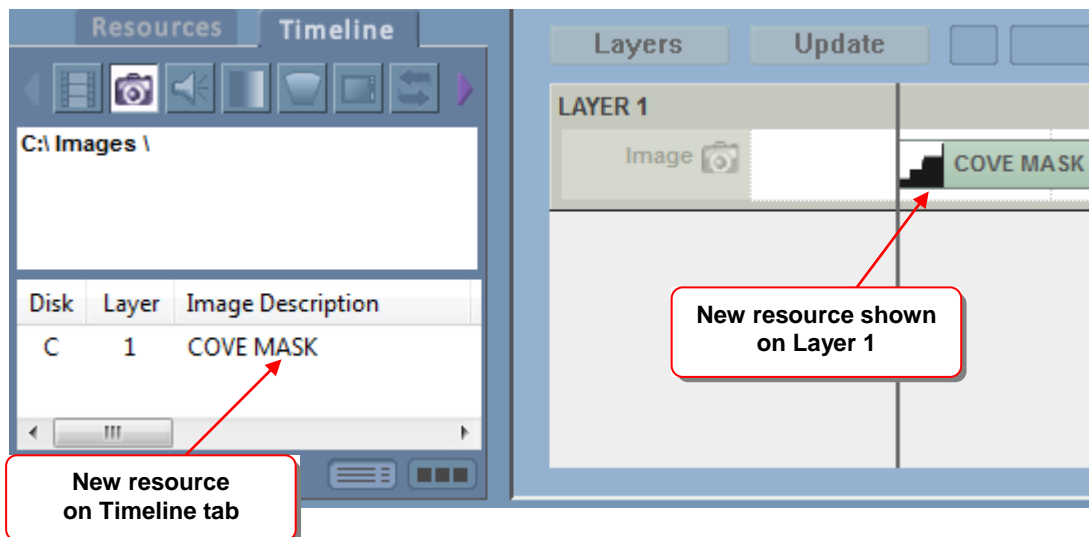 Resources
Timeline
C:\ Images \
Disk Layer Image Description
C 1 COVE MASK
New resource
on Timeline tab
Layers
Update
LAYER 1
Image
COVE MASK
New resource shown
on Layer 1